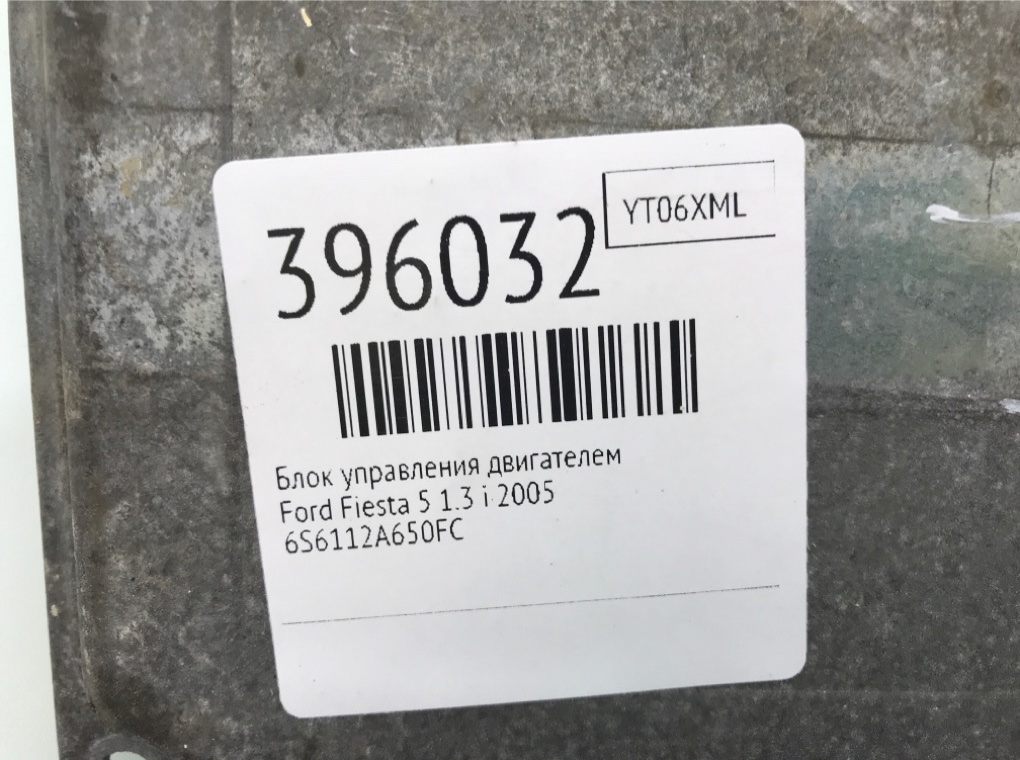 YT06XML
396032
Блок управления двигателем
Ford Fiesta 5 1.3 i 2005
6S6112A650FC